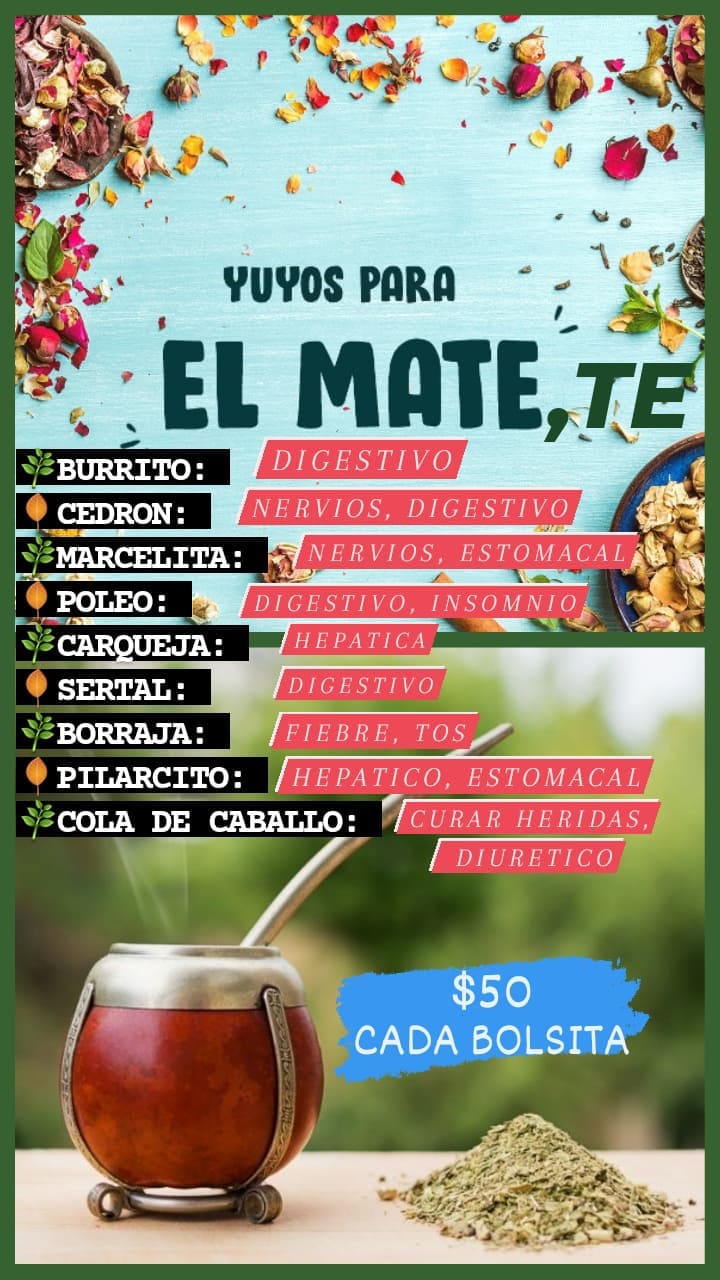 YUYOS PARA
EL MATE,TE
BURRITO: DIGESTIVO
CEDRON: NERVIOS, DIGESTIVO
MARCELITA: NERVIOS, ESTOMACAL
POLEO: DIGESTIVO, INSOMNIO
CARQUEJA: HEPATICA
SERTAL: DIGESTIVO
BORRAJA: FIEBRE, TOS
PILARCITO: HEPATICO, ESTOMACAL
COLA DE CABALLO: CURAR HERIDAS,
DIURETICO
$50
CADA BOLSITA